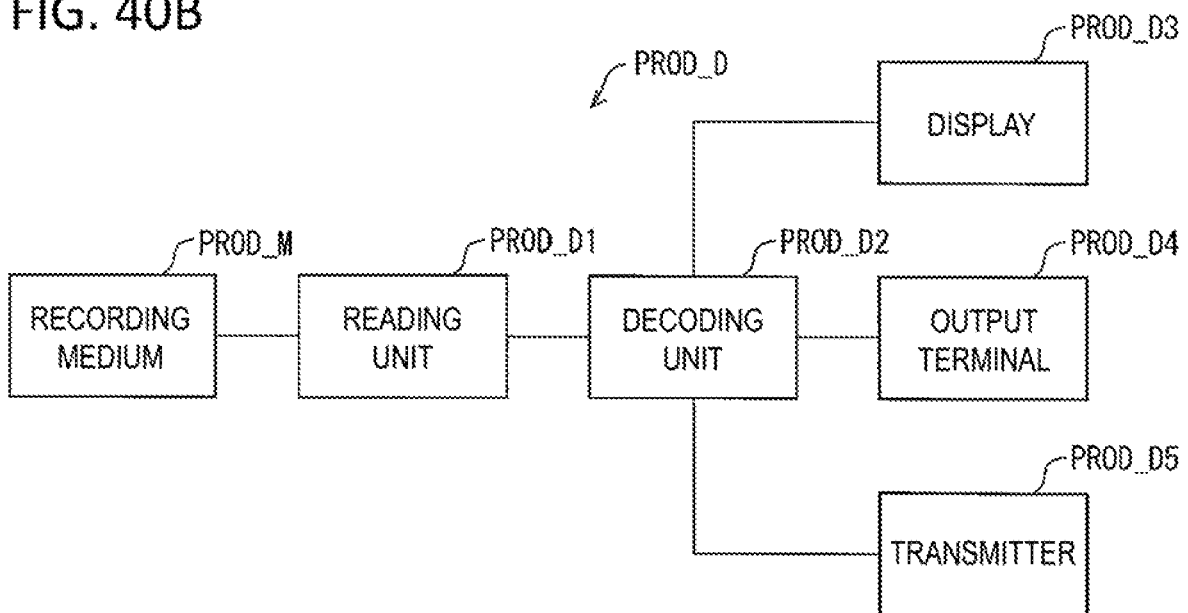 FIG. 40B
PROD_D3
PROD_D
DISPLAY
PROD_M
PROD_D1
PROD_D2
PROD_D4
RECORDING
MEDIUM
READING
UNIT
DECODING
UNIT
OUTPUT
TERMINAL
PROD_D5
TRANSMITTER